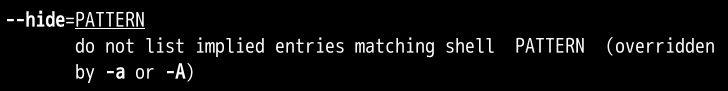 --hide=PATTERN
do not list implied entries matching shell PATTERN (overridden
by -a or -A)